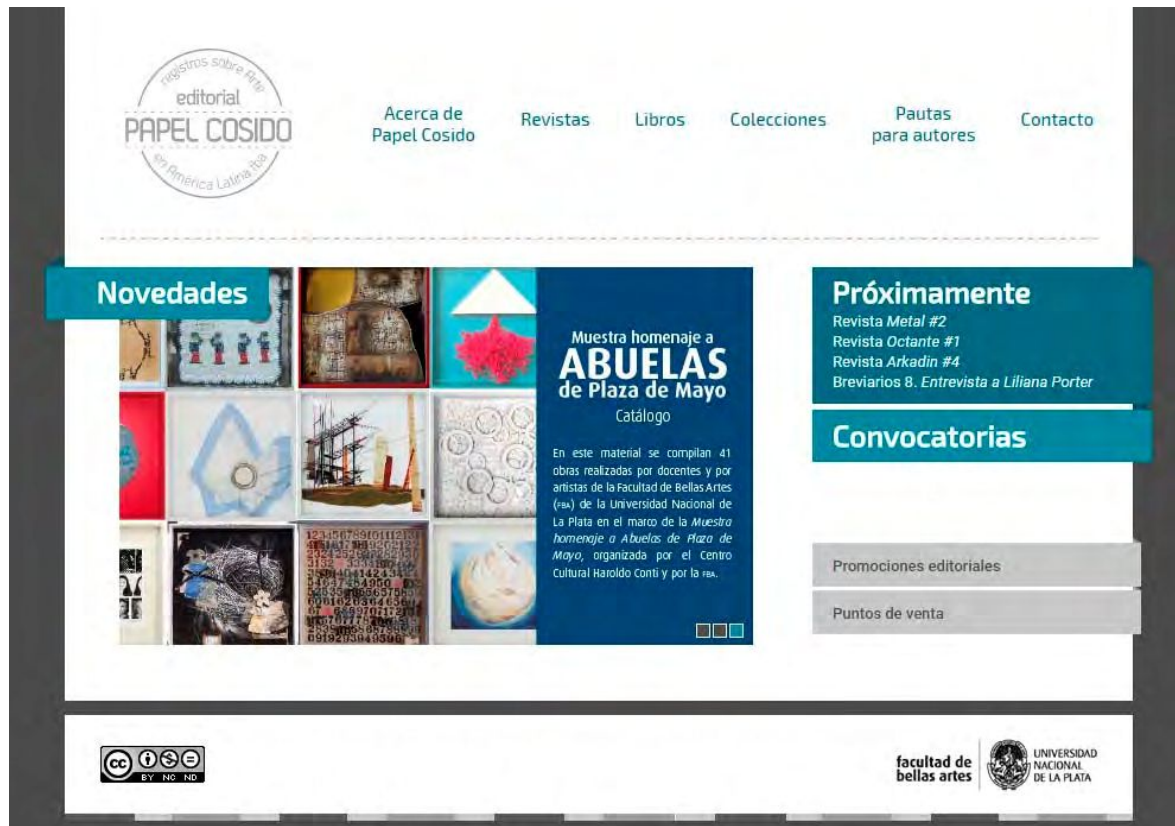 registros sobre Arte
editorial
PAPEL COSIDO
en América Latina fba
Acerca de
Papel Cosido
Revistas
Libros
Colecciones
Pautas
para autores
Contacto
Novedades
Muestra homenaje a
ABUELAS
de Plaza de Mayo
Catálogo
En este material se compilan 41
obras realizadas por docentes y por
artistas de la Facultad de Bellas Artes
(FBA) de la Universidad Nacional de
La Plata en el marco de la Muestra
homenaje a Abuelas de Plaza de
Mayo, organizada por el Centro
Cultural Haroldo Conti y por la FBA.
Próximamente
Revista Metal #2
Revista Octante #1
Revista Arkadin #4
Breviarios 8. Entrevista a Liliana Porter
Convocatorias
Promociones editoriales
Puntos de venta
cc
BY NC ND
facultad de
bellas artes
UNIVERSIDAD
NACIONAL
DE LA PLATA